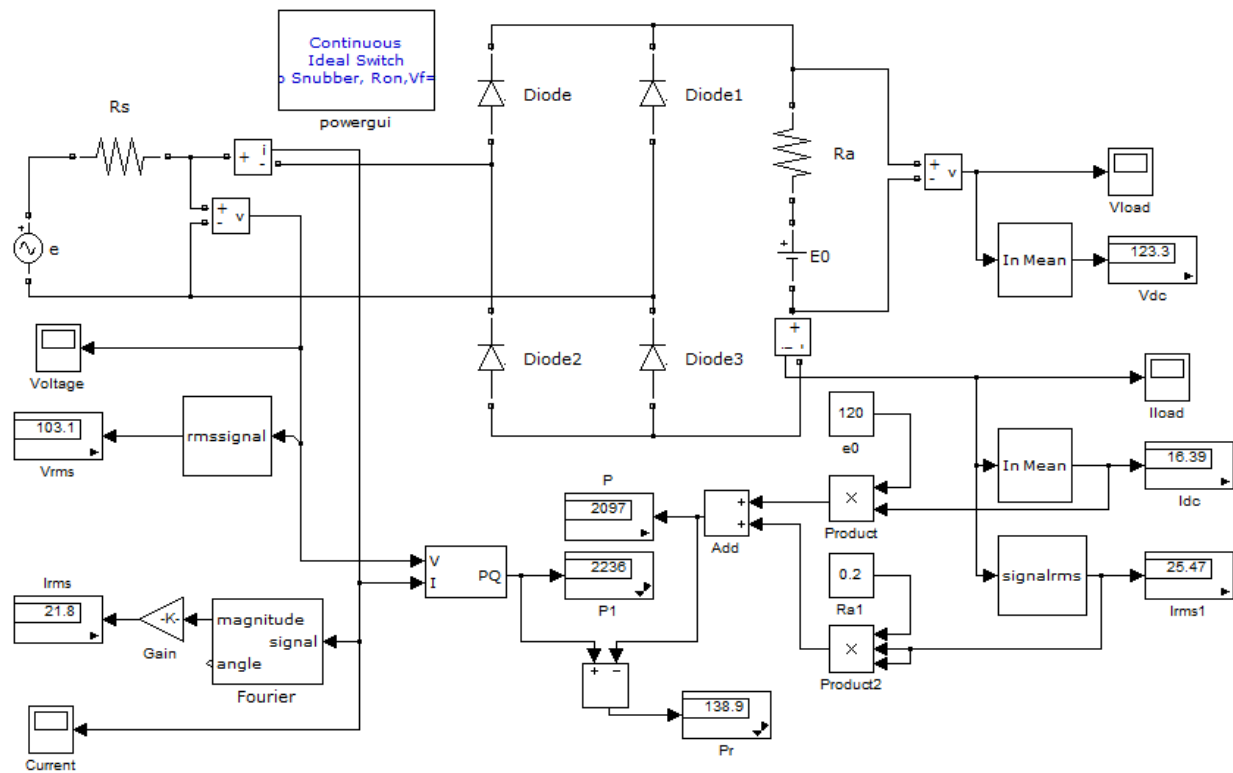 Continuous
Ideal Switch
o Snubber, Ron,Vf=
powergui
Rs
+
i
-
+
-
v
+
e
Diode
Diode1
Diode2
Diode3
Ra
+
E0
+
-
v
Vload
In Mean
123.3
Vdc
+
-
Iload
In Mean
16.39
Idc
signalrms
25.47
Irms1
Voltage
103.1
Vrms
rmssignal
120
e0
×
Product
0.2
Ra1
×
Product2
+
+
Add
P
2097
V
I
PQ
2236
P1
+
−
138.9
Pr
Irms
21.8
-K-
Gain
magnitude
signal
angle
Fourier
Current